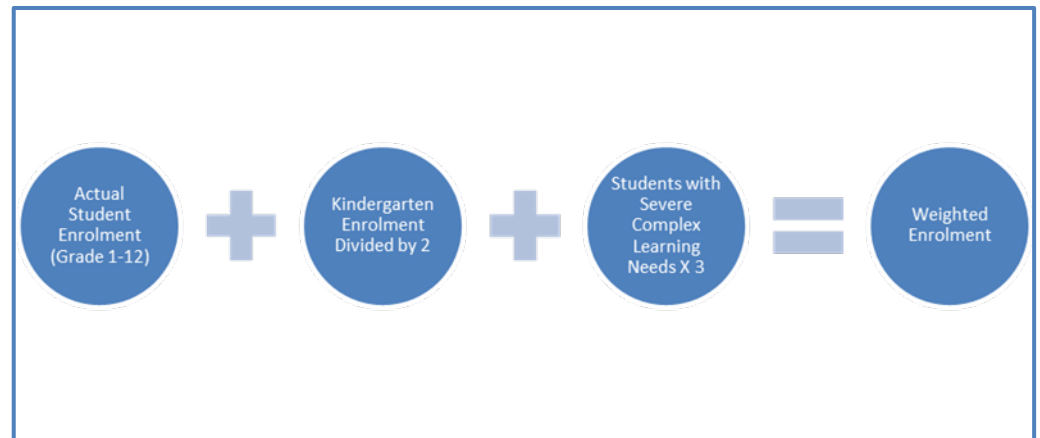 Actual
Student
Enrolment
(Grade 1-12)
Kindergarten
Enrolment
Divided by 2
Students with
Severe
Complex
Learning
Needs X 3
Weighted
Enrolment